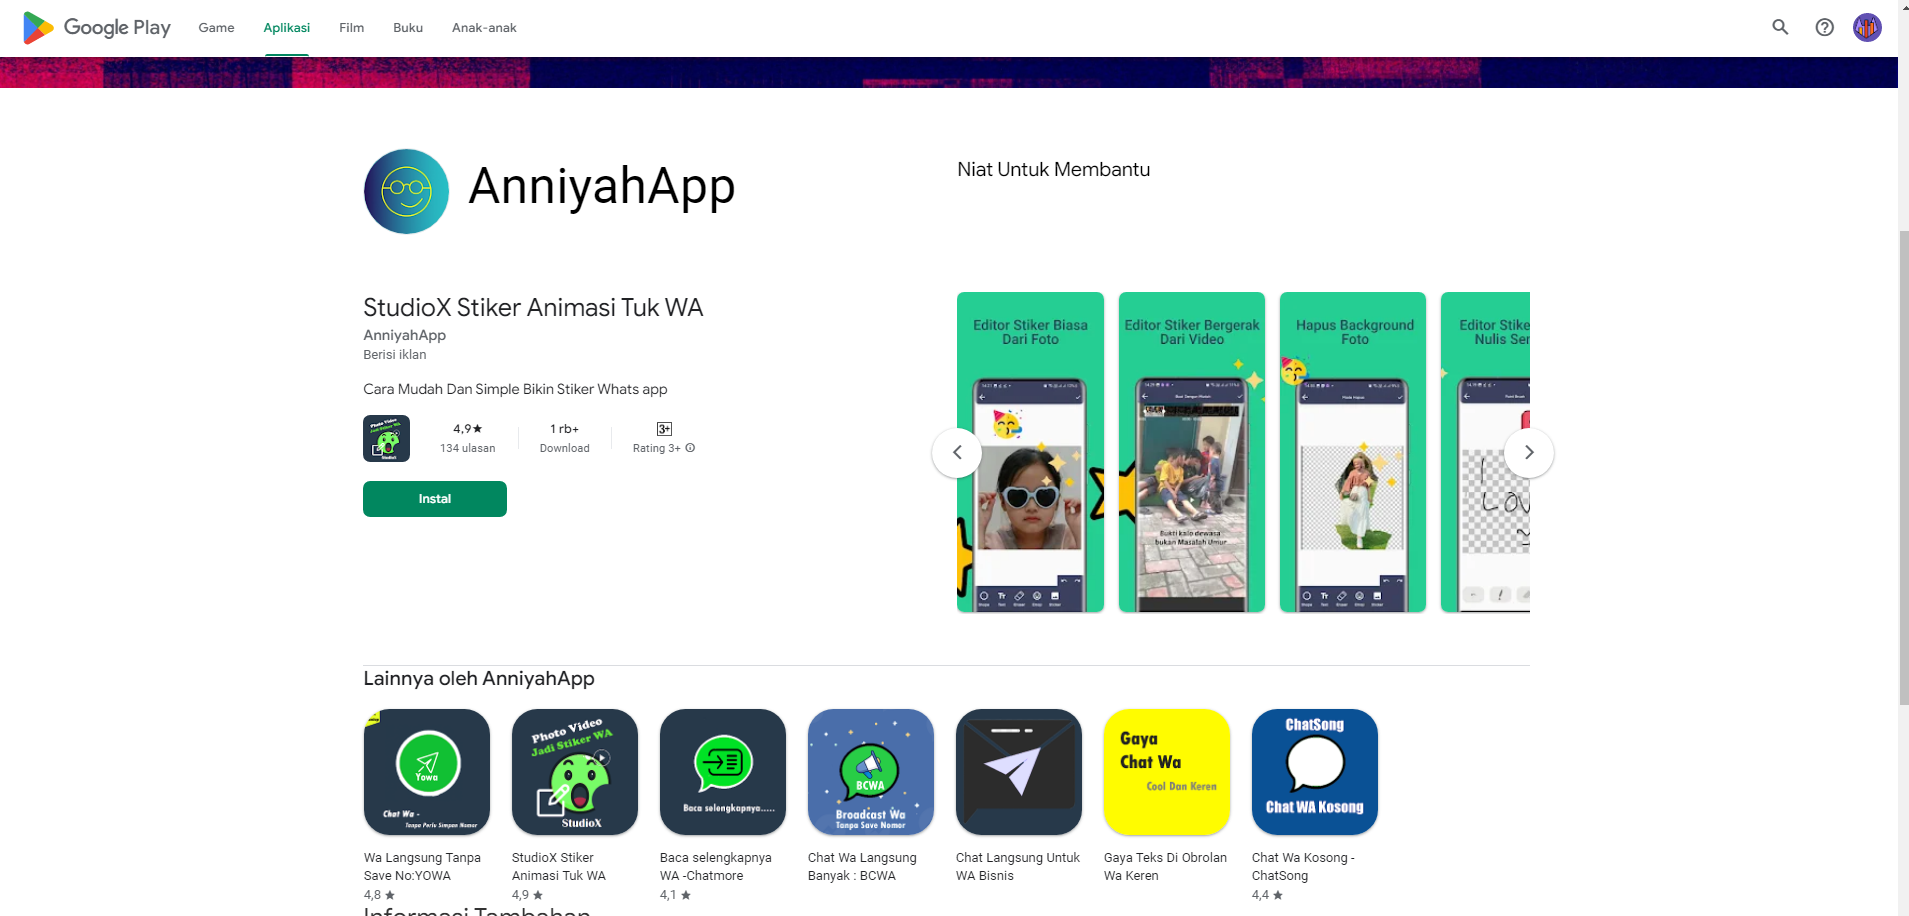 Google Play
Game
Aplikasi
Film
Buku
Anak-anak
AnniyahApp
Niat Untuk Membantu
StudioX Stiker Animasi Tuk WA
AnniyahApp
Berisi iklan
Cara Mudah Dan Simple Bikin Stiker Whats app
Photo Video
Jadi Stiker WA
StudioX
4,9★
134 ulasan
1 rb+
Download
3+
Rating 3+
Instal
Editor Stiker Biasa
Dari Foto
Editor Stiker Bergerak
Dari Video
Bukti kalo dewasa
bukan Masalah Umur
Hapus Background
Foto
Editor Stike
Nulis Ser
Lainnya oleh AnniyahApp
Yowa
Chat Wa -
Tanpa Perlu Simpan Nomor
Photo Video
Jadi Stiker WA
StudioX
Baca selengkapnya.....
BCWA
Broadcast Wa
Tanpa Save Nomor
Gaya
Chat Wa
Cool Dan Keren
ChatSong
Chat WA Kosong
Wa Langsung Tanpa
Save No:YOWA
4,8 ★
StudioX Stiker
Animasi Tuk WA
4,9 ★
Baca selengkapnya
WA -Chatmore
4,1 ★
Chat Wa Langsung
Banyak : BCWA
Chat Langsung Untuk
WA Bisnis
Gaya Teks Di Obrolan
Wa Keren
Chat Wa Kosong -
ChatSong
4,4 ★
Informasi Tambahan